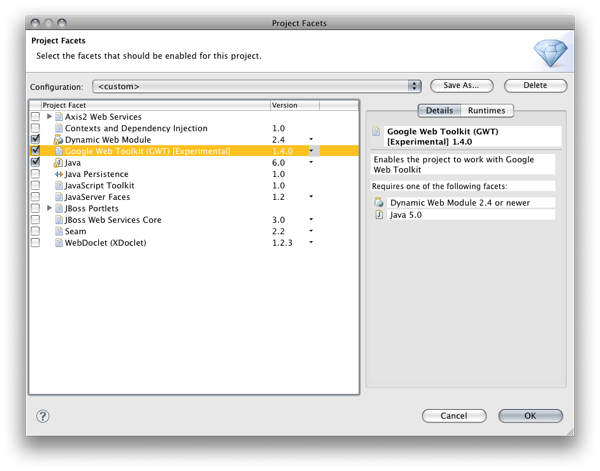 Project Facets
Project Facets
Select the facets that should be enabled for this project.
Configuration: <custom> Save As... Delete
Project Facet Version
Axis2 Web Services
Contexts and Dependency Injection 1.0
Dynamic Web Module 2.4
Google Web Toolkit (GWT) [Experimental] 1.4.0
Java 6.0
Java Persistence 1.0
JavaScript Toolkit 1.0
JavaServer Faces 1.2
JBoss Portlets
JBoss Web Services Core 3.0
Seam 2.2
WebDoclet (XDoclet) 1.2.3
Details Runtimes
Google Web Toolkit (GWT)
[Experimental] 1.4.0
Enables the project to work with Google
Web Toolkit
Requires one of the following facets:
Dynamic Web Module 2.4 or newer
Java 5.0
? Cancel OK